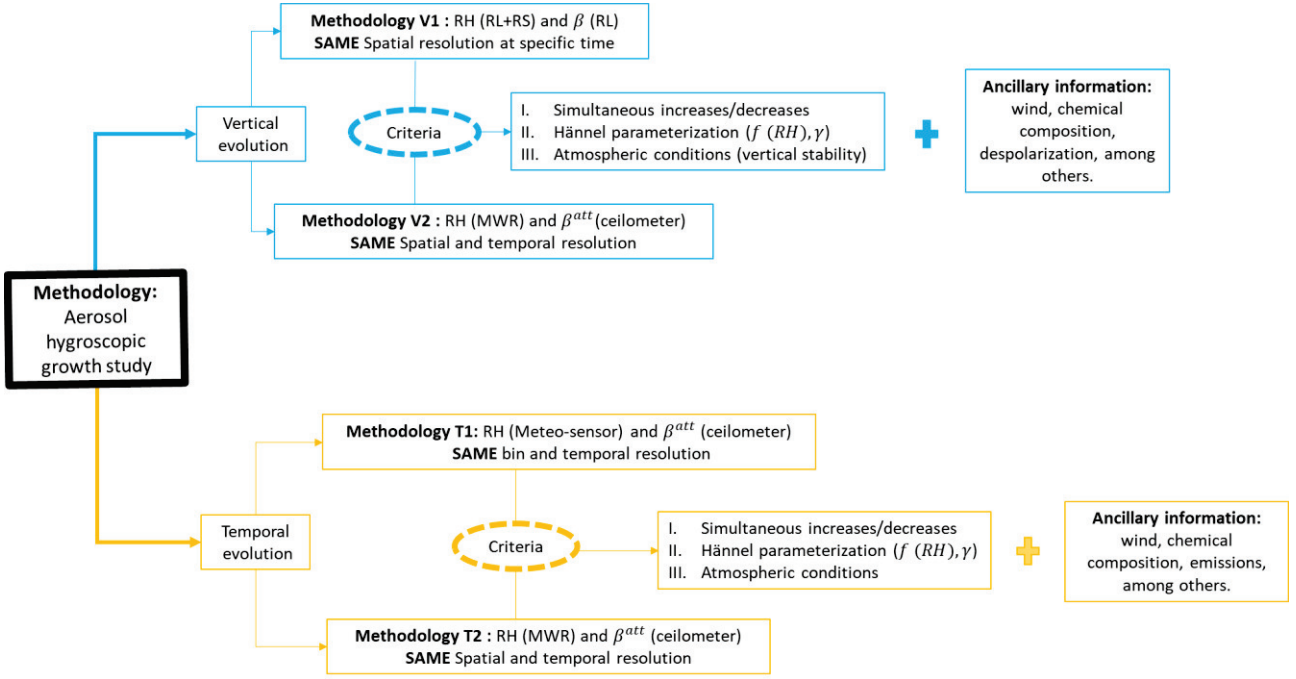 Methodology V1 : RH (RL+RS) and β (RL)
SAME Spatial resolution at specific time
Vertical
evolution
Criteria
I. Simultaneous increases/decreases
II. Hännel parameterization (f (RH), γ)
III. Atmospheric conditions (vertical stability)
Ancillary information:
wind, chemical
composition,
despolarization, among
others.
Methodology V2 : RH (MWR) and β^att (ceilometer)
SAME Spatial and temporal resolution
Methodology:
Aerosol
hygroscopic
growth study
Methodology T1: RH (Meteo-sensor) and β^att (ceilometer)
SAME bin and temporal resolution
Temporal
evolution
Criteria
I. Simultaneous increases/decreases
II. Hännel parameterization (f (RH), γ)
III. Atmospheric conditions
Ancillary information:
wind, chemical
composition, emissions,
among others.
Methodology T2 : RH (MWR) and β^att (ceilometer)
SAME Spatial and temporal resolution